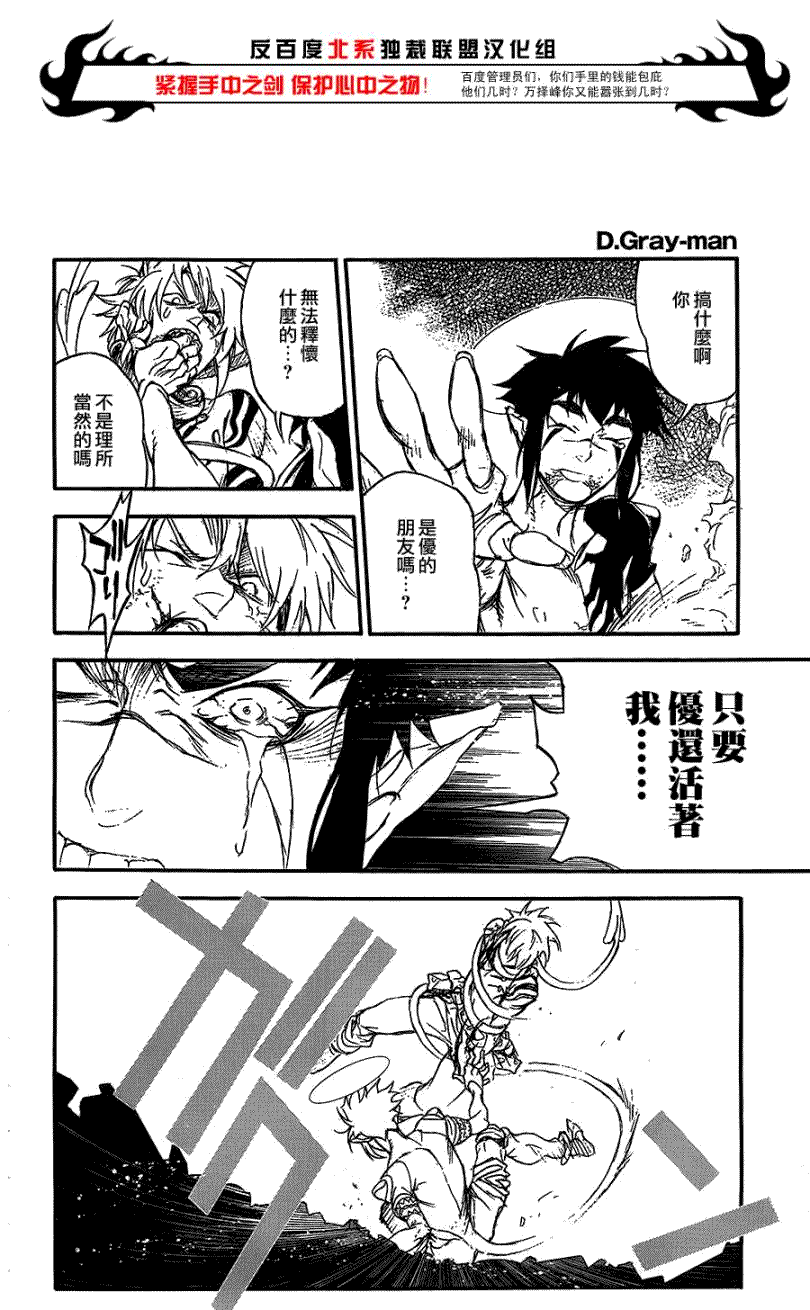 反百度北系独裁联盟汉化组
紧握手中之剑 保护心中之物!
百度管理员们，你们手里的钱能包庇
他们几时？万择峰你又能嚣张到几时？
D.Gray-man
搞什麼啊
你
是優的
朋友嗎…?
無法釋懷
什麼的…?
不是理所
當然的嗎
只要
優還活著
我……
ガクン